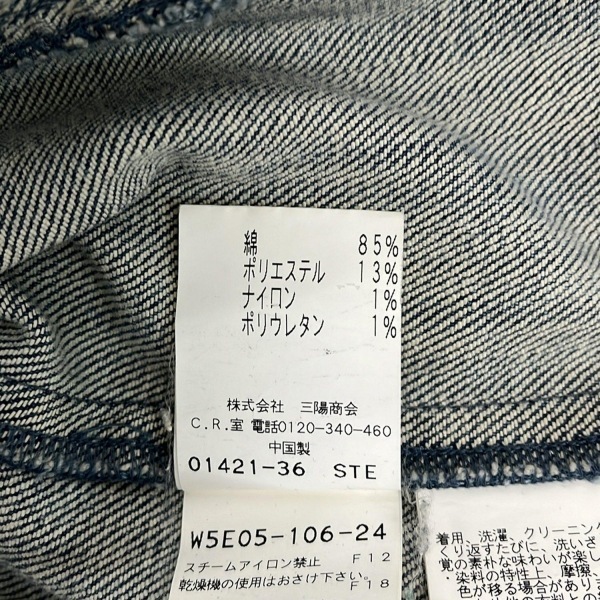 綿 85%
ポリエステル 13%
ナイロン 1%
ポリウレタン 1%
株式会社 三陽商会
C.R.室 電話0120-340-460
中国製
01421-36 STE
W5E05-106-24
スチームアイロン禁止 F12
乾燥機の使用はおさけ下さい。 F18
着用、洗濯、クリーニング
くり返すたびに、洗いざ
覚の素朴な味わいが楽し
・染料の特性上、摩擦、
色が移る場合があります